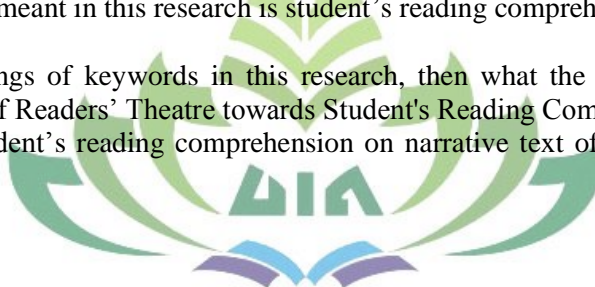 meant in this research is student's reading compreh
ngs of keywords in this research, then what the
f Readers' Theatre towards Student's Reading Com
dent's reading comprehension on narrative text of
UIN